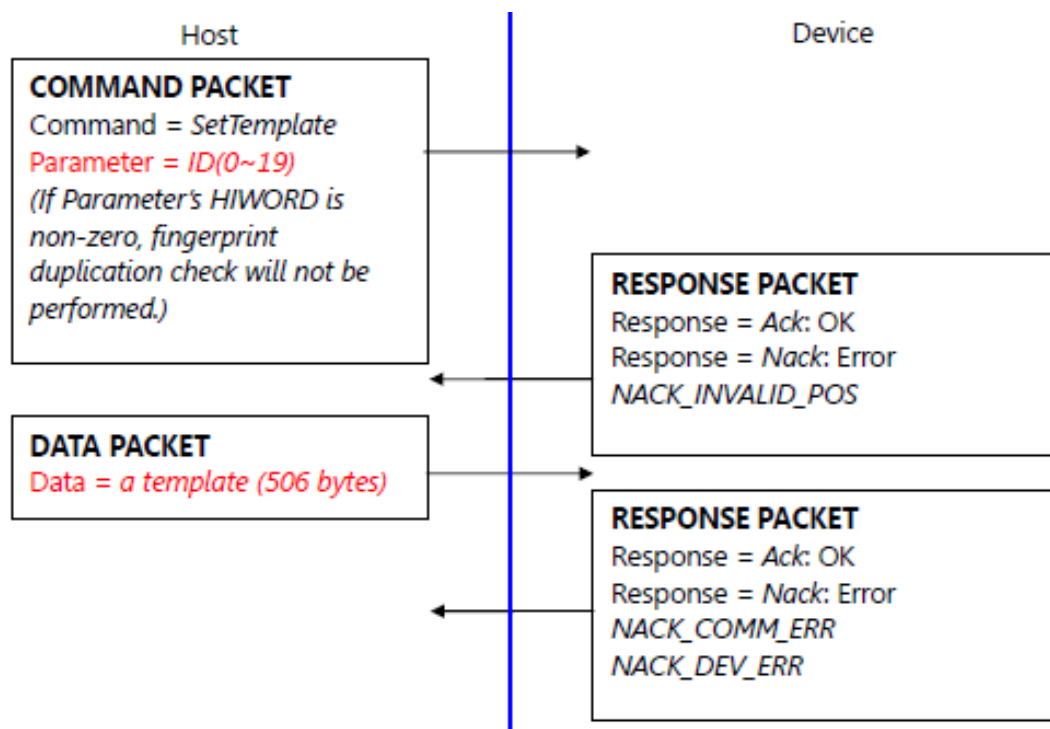 Host
Device
COMMAND PACKET
Command = SetTemplate
Parameter = ID(0~19)
(If Parameter's HIWORD is
non-zero, fingerprint
duplication check will not be
performed.)
RESPONSE PACKET
Response = Ack: OK
Response = Nack: Error
NACK_INVALID_POS
DATA PACKET
Data = a template (506 bytes)
RESPONSE PACKET
Response = Ack: OK
Response = Nack: Error
NACK_COMM_ERR
NACK_DEV_ERR